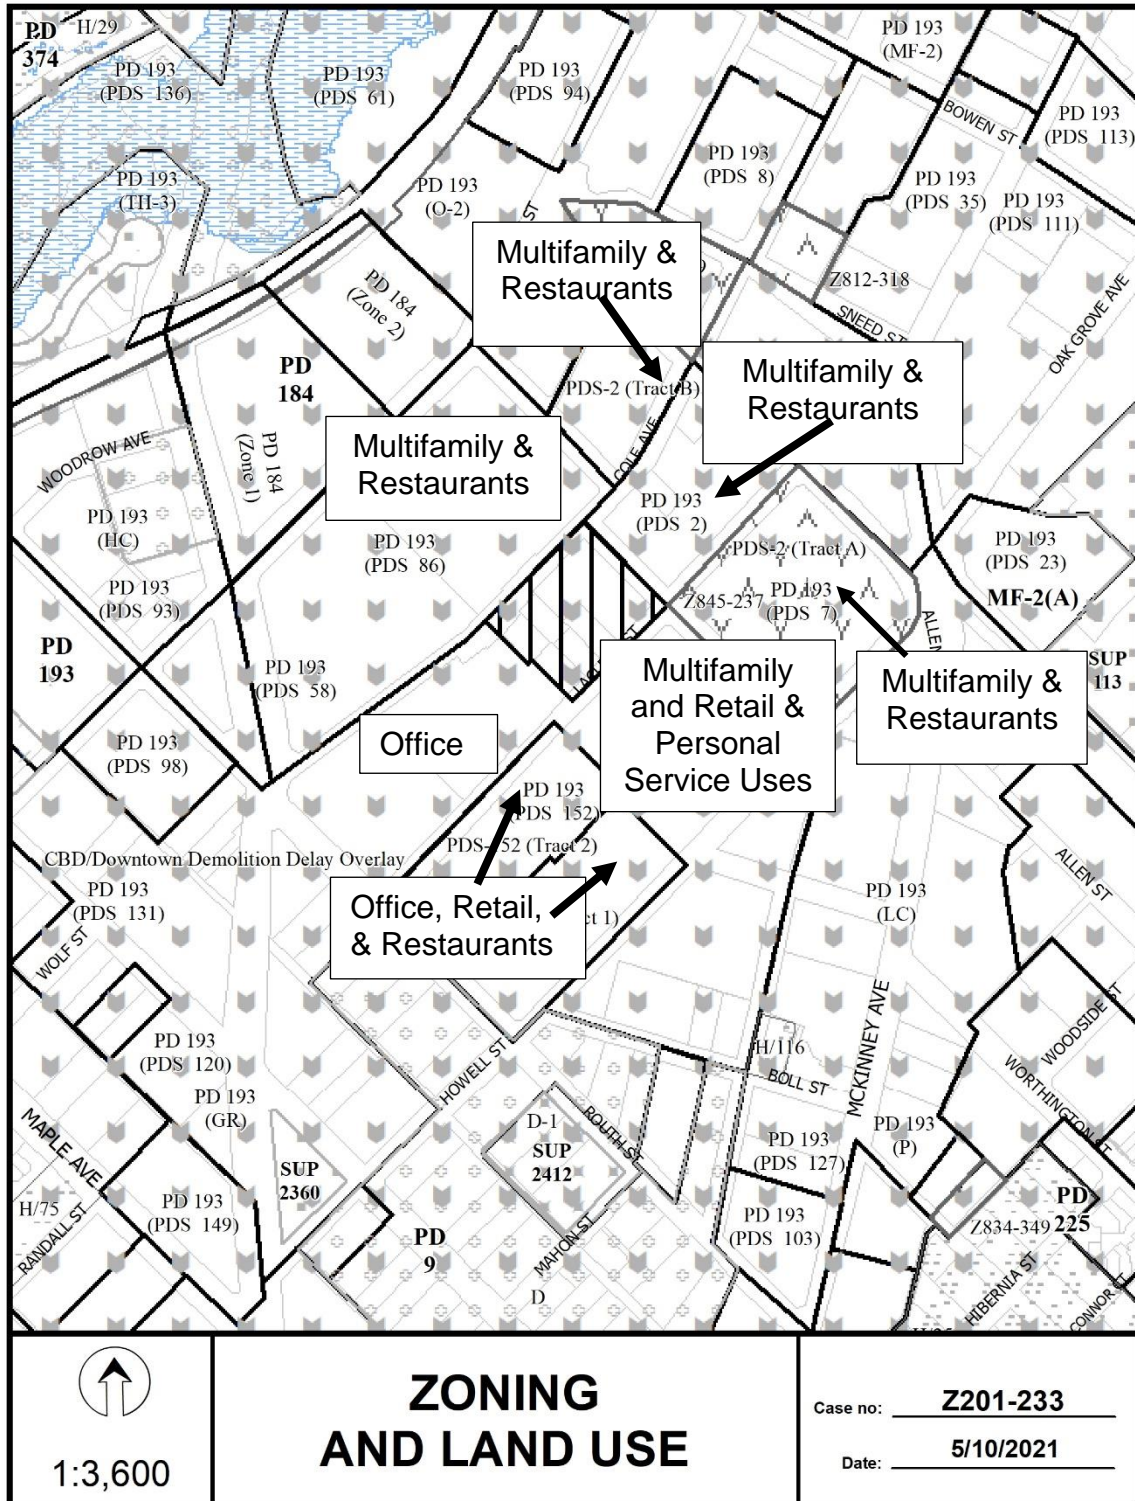 PD
374
H/29
PD 193
(PDS 136)
PD 193
(PDS 61)
PD 193
(PDS 94)
PD 193
(MF-2)
BOWEN ST
PD 193
(PDS 113)
PD 193
(TH-3)
PD 193
(O-2)
ST
PD 193
(PDS 8)
PD 193
(PDS 35)
PD 193
(PDS 111)
Multifamily &
Restaurants
Z812-318
SNEED ST
OAK GROVE AVE
PD 184
(Zone 2)
PD
184
PDS-2 (Tract B)
Multifamily &
Restaurants
WOODROW AVE
PD 184
(Zone 1)
Multifamily &
Restaurants
COLE AVE
PD 193
(HC)
PD 193
(PDS 2)
PDS-2 (Tract A)
PD 193
(PDS 86)
PD 193
(PDS 23)
MF-2(A)
PD 193
(PDS 93)
Z845-237
PD 193
(PDS 7)
ALLEN
PD
193
PD 193
(PDS 58)
SUP
113
Multifamily
and Retail &
Personal
Service Uses
Multifamily &
Restaurants
Office
PD 193
(PDS 98)
PD 193
(PDS 152)
PDS-152 (Tract 2)
CBD/Downtown Demolition Delay Overlay
PD 193
(PDS 131)
WOLF ST
Office, Retail,
& Restaurants
ct 1)
PD 193
(LC)
ALLEN ST
MCKINNEY AVE
WOODSIDE ST
WORTHINGTON ST
PD 193
(PDS 120)
PD 193
(GR)
HOWELL ST
H/116
BOLL ST
MAPLE AVE
D-1
SUP
2412
ROUTH ST
PD 193
(PDS 127)
PD 193
(P)
SUP
2360
H/75
RANDALL ST
PD 193
(PDS 149)
PD
9
MAHON ST
D
PD 193
(PDS 103)
PD
225
Z834-349
HIBERNIA ST
CONNOR ST
1:3,600
ZONING
AND LAND USE
Case no: Z201-233
Date: 5/10/2021